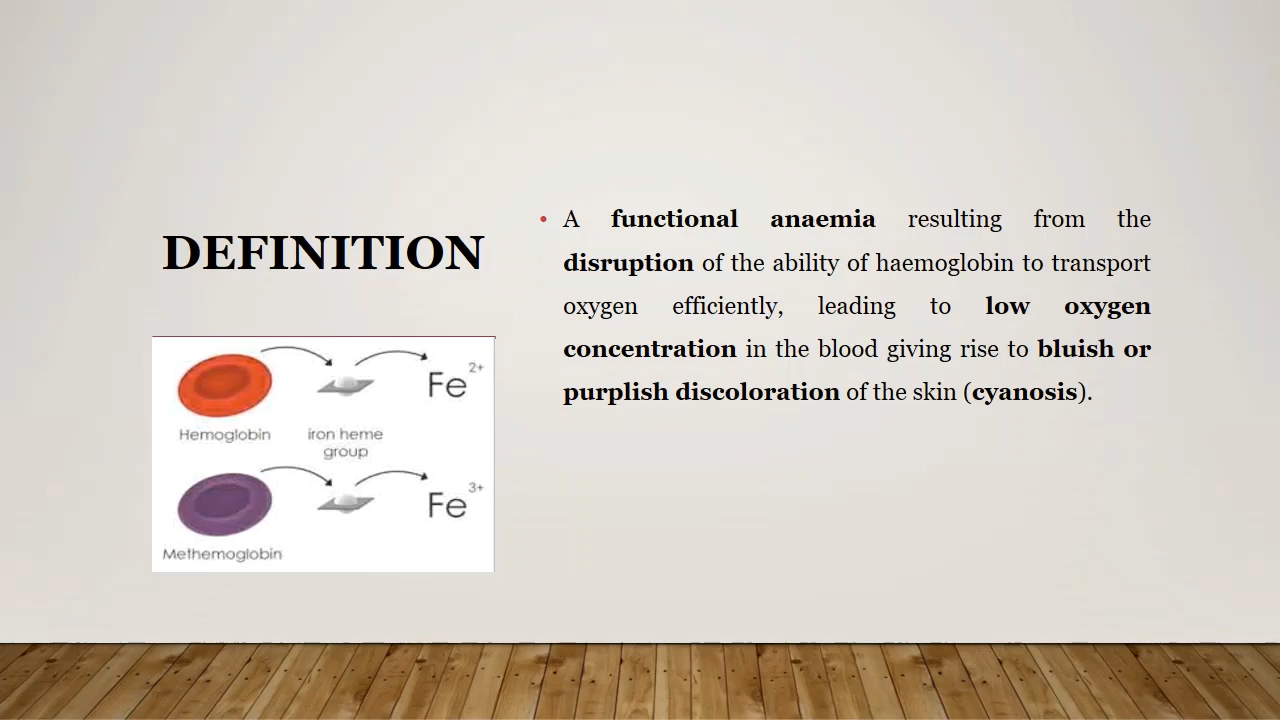 DEFINITION
• A functional anaemia resulting from the
disruption of the ability of haemoglobin to transport
oxygen efficiently, leading to low oxygen
concentration in the blood giving rise to bluish or
purplish discoloration of the skin (cyanosis).
Fe 2+
Hemoglobin
iron heme
group
Fe 3+
Methemoglobin